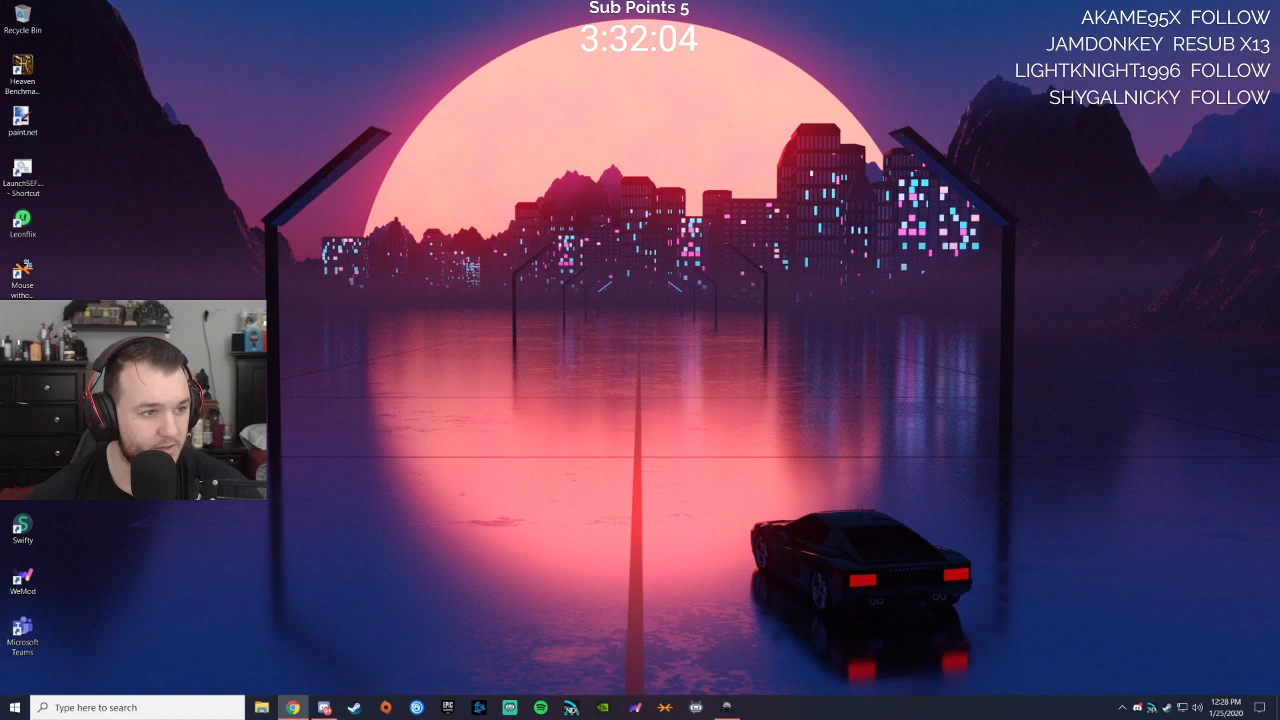 Sub Points 5
3:32:04
AKAME95X FOLLOW
JAMDONKEY RESUB X13
LIGHTKNIGHT1996 FOLLOW
SHYGALNICKY FOLLOW
Recycle Bin
Heaven
Benchma...
paint.net
LaunchSEF...
- Shortcut
Leonflix
Mouse
witho...
Swifty
WeMod
Microsoft
Teams
Type here to search
EPIC
GAMES
12:28 PM
1/25/2020